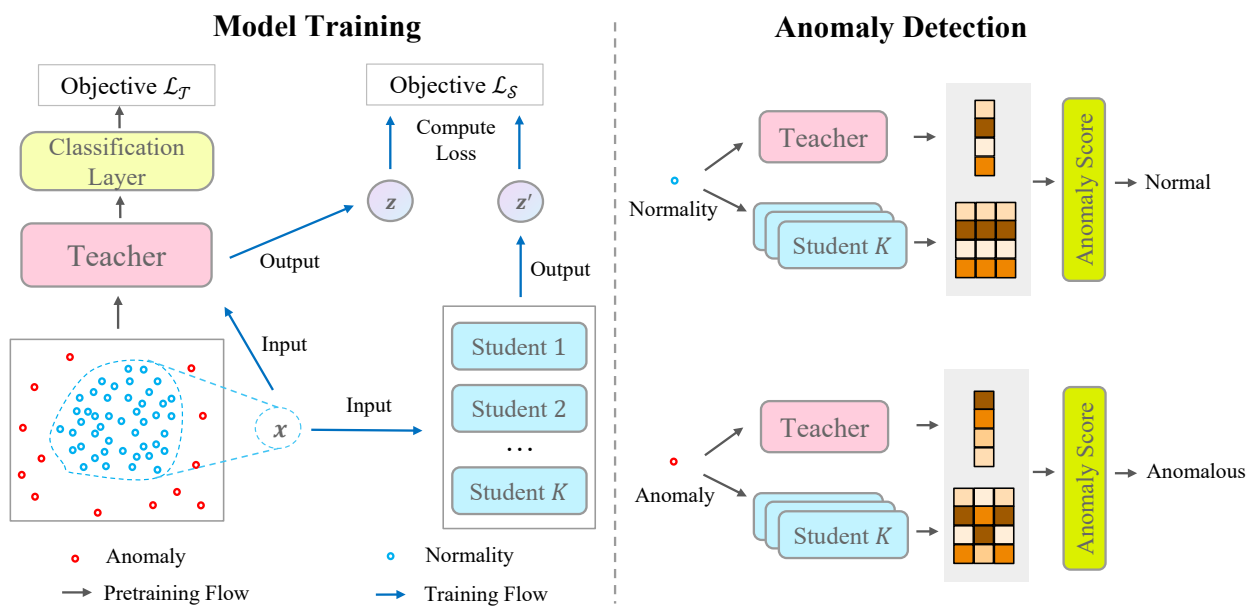 Model Training
Objective ℒ𝒯
Classification
Layer
Teacher
Objective ℒ𝒮
Compute
Loss
z
z′
Output
Output
Input
Input
x
Student 1
Student 2
...
Student K
Anomaly
Normality
Pretraining Flow
Training Flow
Anomaly Detection
Normality
Teacher
Student K
Anomaly Score
Normal
Anomaly
Teacher
Student K
Anomaly Score
Anomalous